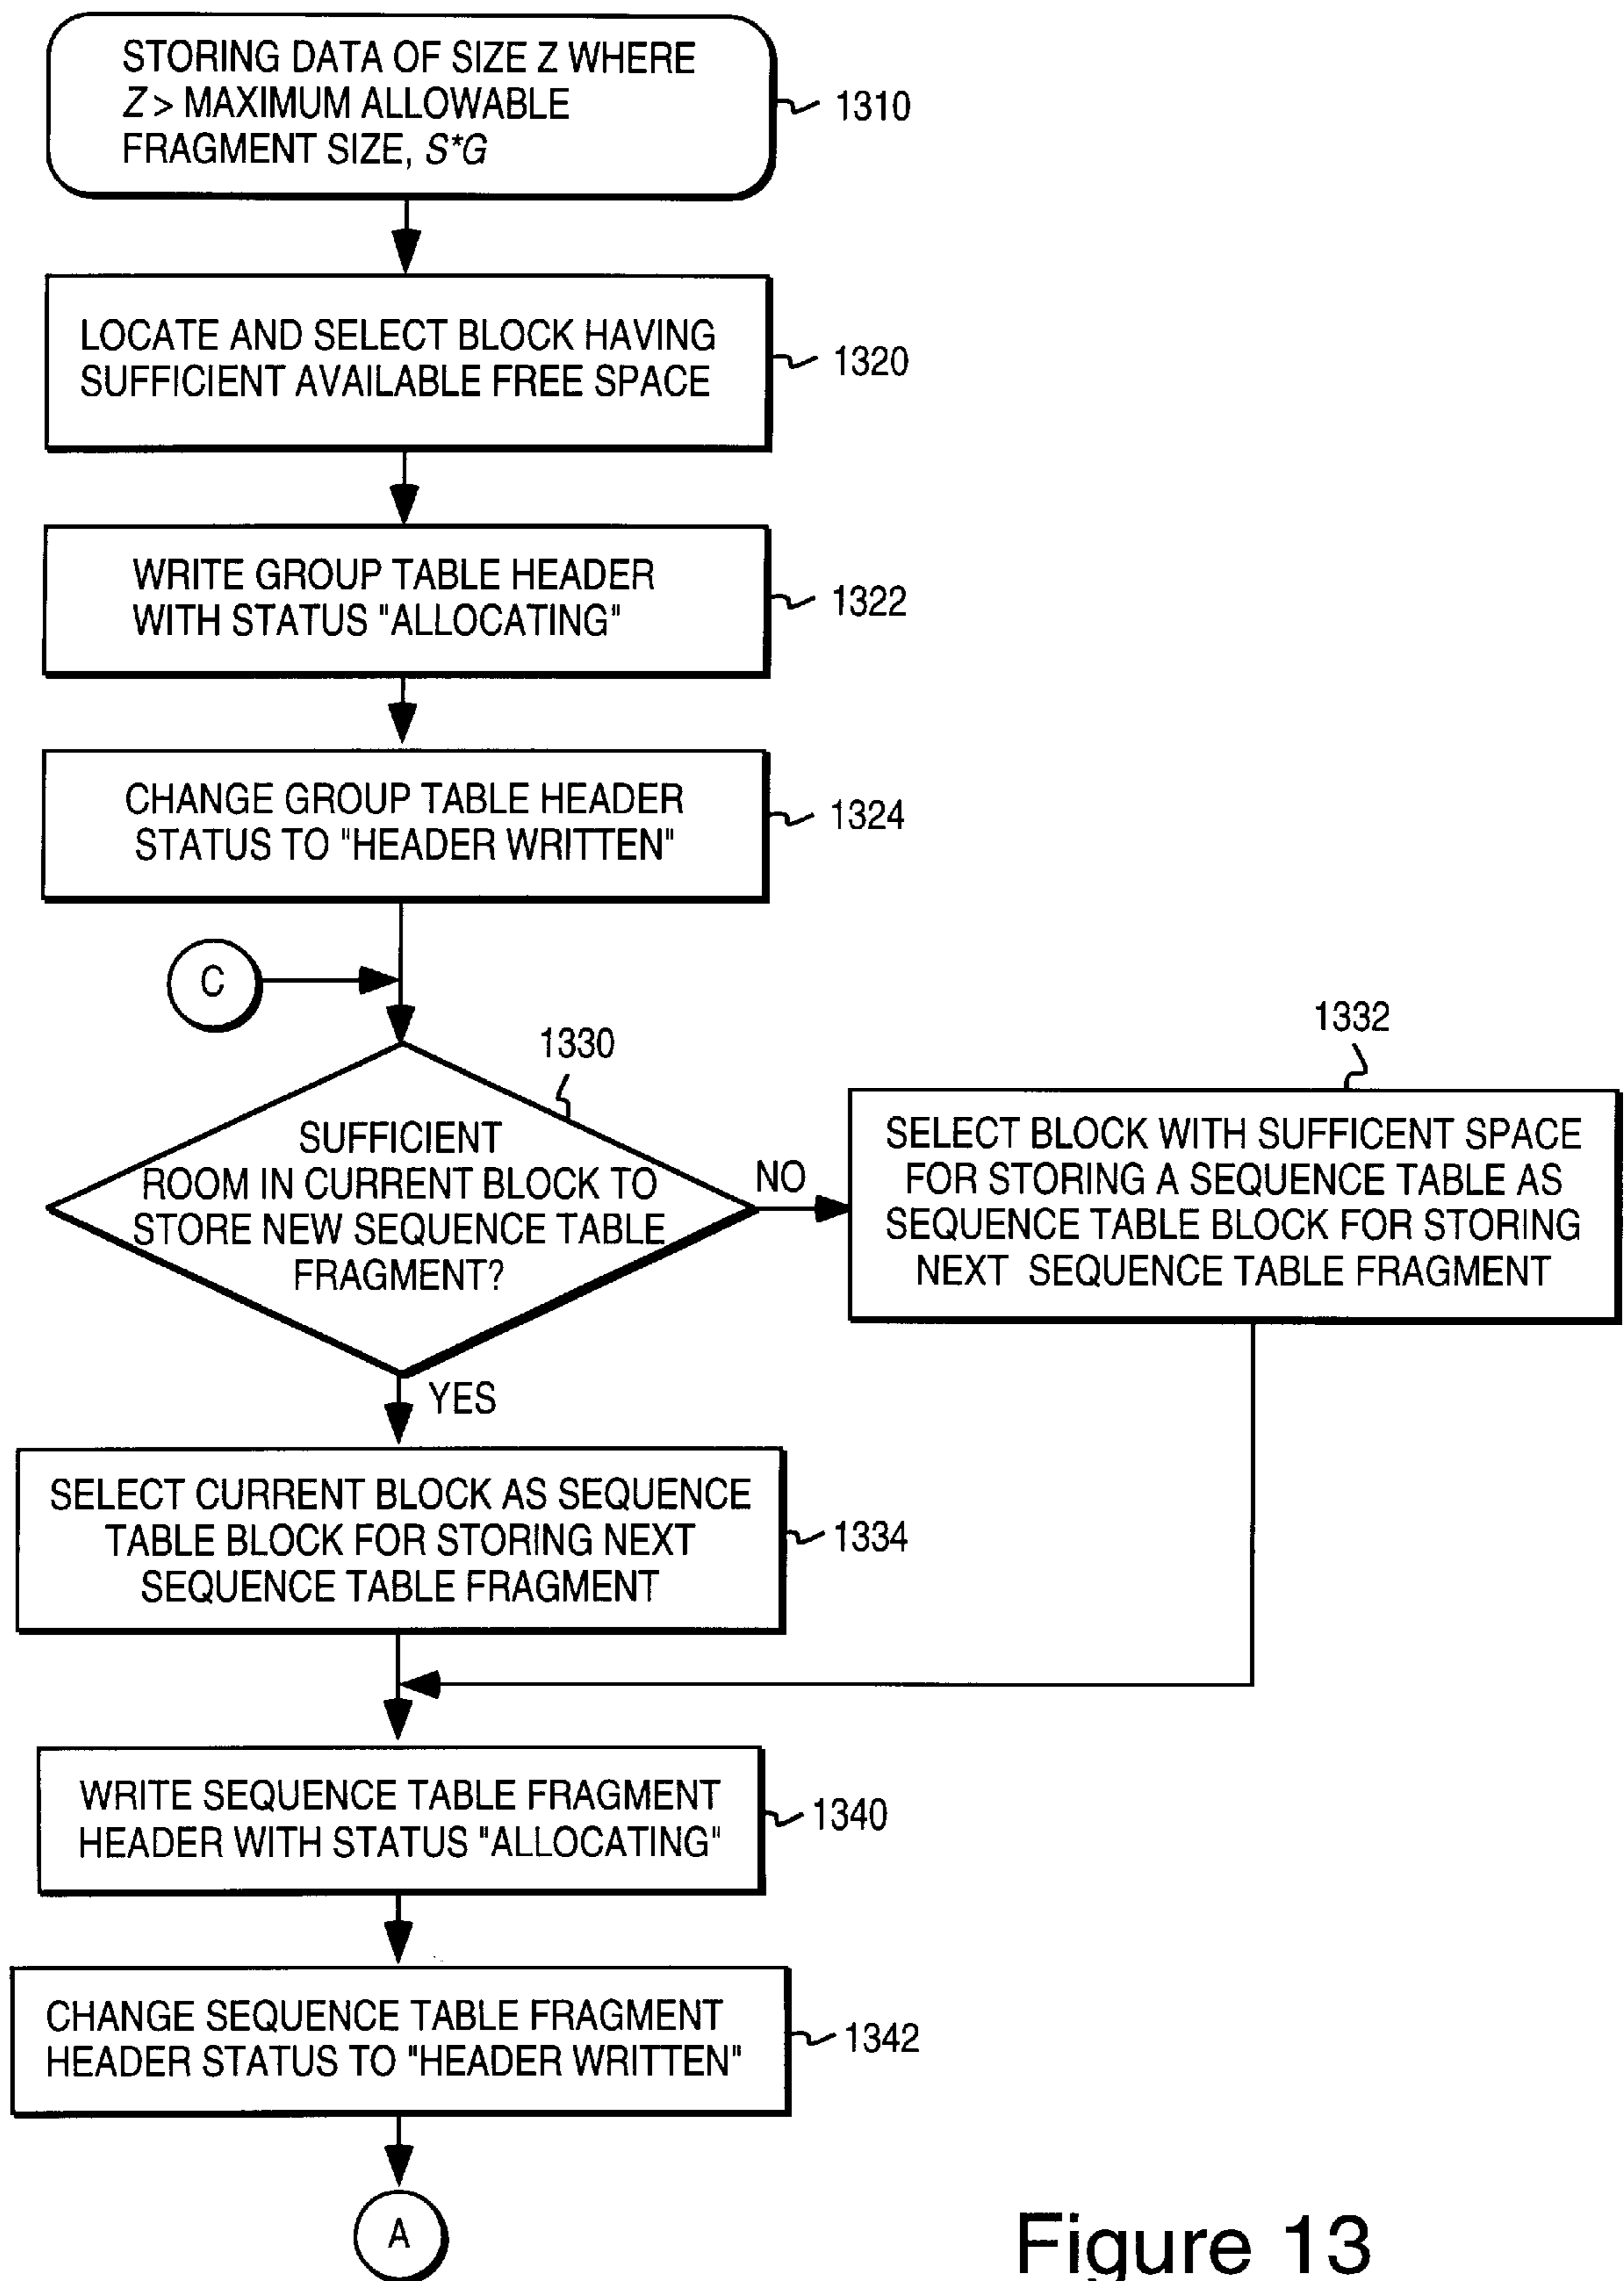 STORING DATA OF SIZE Z WHERE
Z > MAXIMUM ALLOWABLE
FRAGMENT SIZE, S*G
1310
LOCATE AND SELECT BLOCK HAVING
SUFFICIENT AVAILABLE FREE SPACE
1320
WRITE GROUP TABLE HEADER
WITH STATUS "ALLOCATING"
1322
CHANGE GROUP TABLE HEADER
STATUS TO "HEADER WRITTEN"
1324
C
1330
SUFFICIENT
ROOM IN CURRENT BLOCK TO
STORE NEW SEQUENCE TABLE
FRAGMENT?
NO
1332
SELECT BLOCK WITH SUFFICENT SPACE
FOR STORING A SEQUENCE TABLE AS
SEQUENCE TABLE BLOCK FOR STORING
NEXT SEQUENCE TABLE FRAGMENT
YES
SELECT CURRENT BLOCK AS SEQUENCE
TABLE BLOCK FOR STORING NEXT
SEQUENCE TABLE FRAGMENT
1334
WRITE SEQUENCE TABLE FRAGMENT
HEADER WITH STATUS "ALLOCATING"
1340
CHANGE SEQUENCE TABLE FRAGMENT
HEADER STATUS TO "HEADER WRITTEN"
1342
A
Figure 13